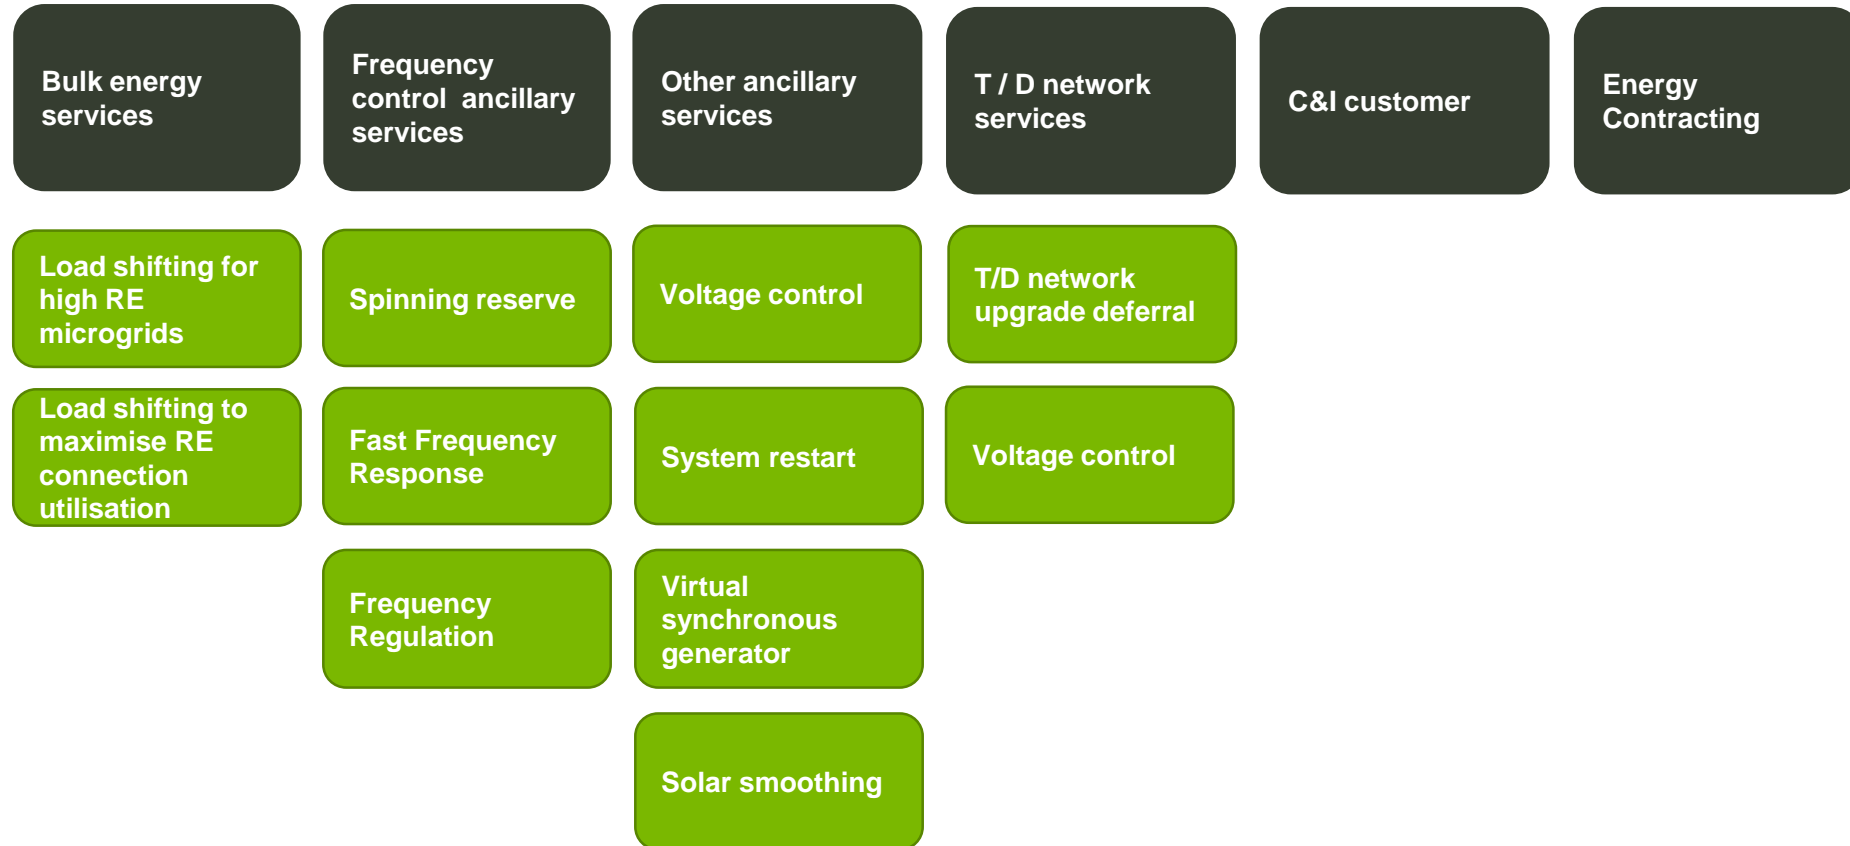 Bulk energy
services
Frequency
control  ancillary
services
Other ancillary
services
T / D network
services
C&I customer
Energy
Contracting
Load shifting for
high RE
microgrids
Spinning reserve
Voltage control
T/D network
upgrade deferral
Load shifting to
maximise RE
connection
utilisation
Fast Frequency
Response
System restart
Voltage control
Frequency
Regulation
Virtual
synchronous
generator
Solar smoothing